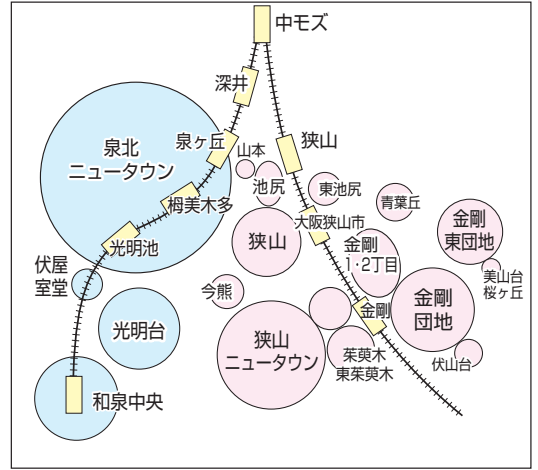 中モズ
深井
泉ヶ丘
泉北
ニュータウン
栂美木多
光明池
伏屋
室堂
光明台
和泉中央
狭山
山本
池尻
東池尻
大阪狭山市
青葉丘
狭山
金剛
1・2丁目
金剛
東団地
美山台
桜ヶ丘
今熊
金剛
金剛
団地
狭山
ニュータウン
茱萸木
東茱萸木
伏山台